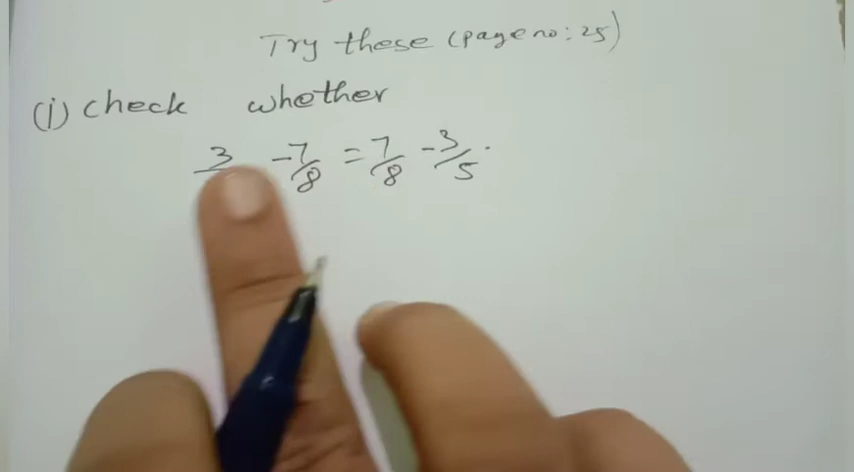 Try these (page no: 25)
(i) check whether
3 -7/8 = 7/8 -3/5.